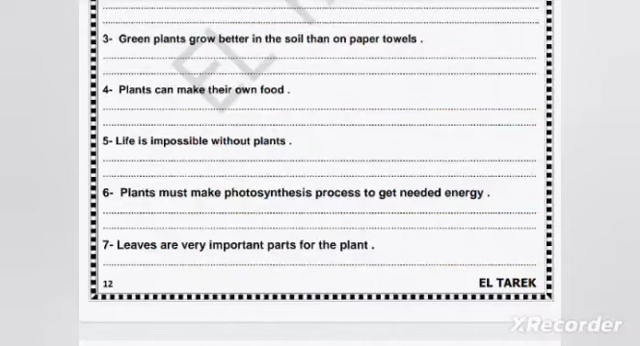 3- Green plants grow better in the soil than on paper towels .
4- Plants can make their own food .
5- Life is impossible without plants .
6- Plants must make photosynthesis process to get needed energy .
7- Leaves are very important parts for the plant .
12
EL TAREK
XRecorder